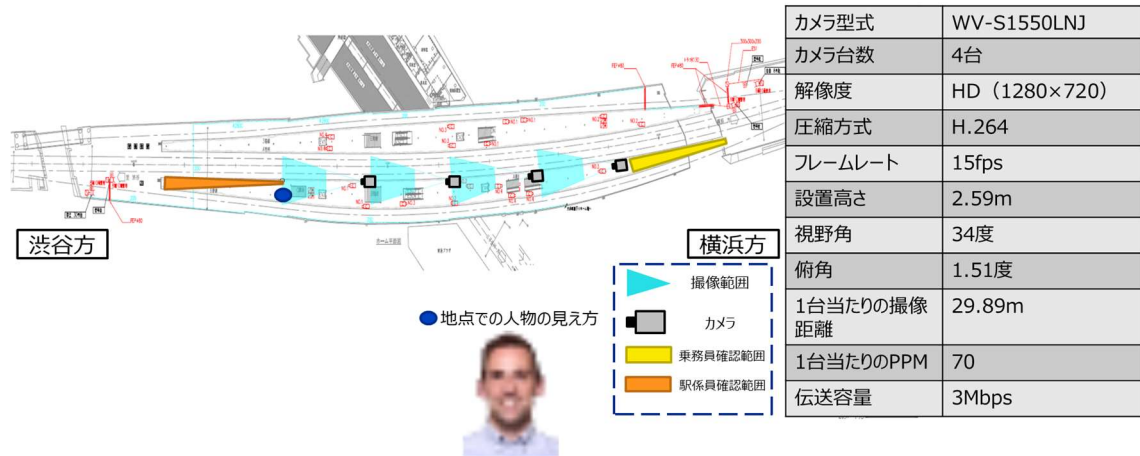 カメラ型式 WV-S1550LNJ
カメラ台数 4台
解像度 HD（1280×720）
圧縮方式 H.264
フレームレート 15fps
設置高さ 2.59m
視野角 34度
俯角 1.51度
1台当たりの撮像
距離 29.89m
1台当たりのPPM 70
伝送容量 3Mbps
渋谷方
横浜方
撮像範囲
カメラ
乗務員確認範囲
駅係員確認範囲
地点での人物の見え方